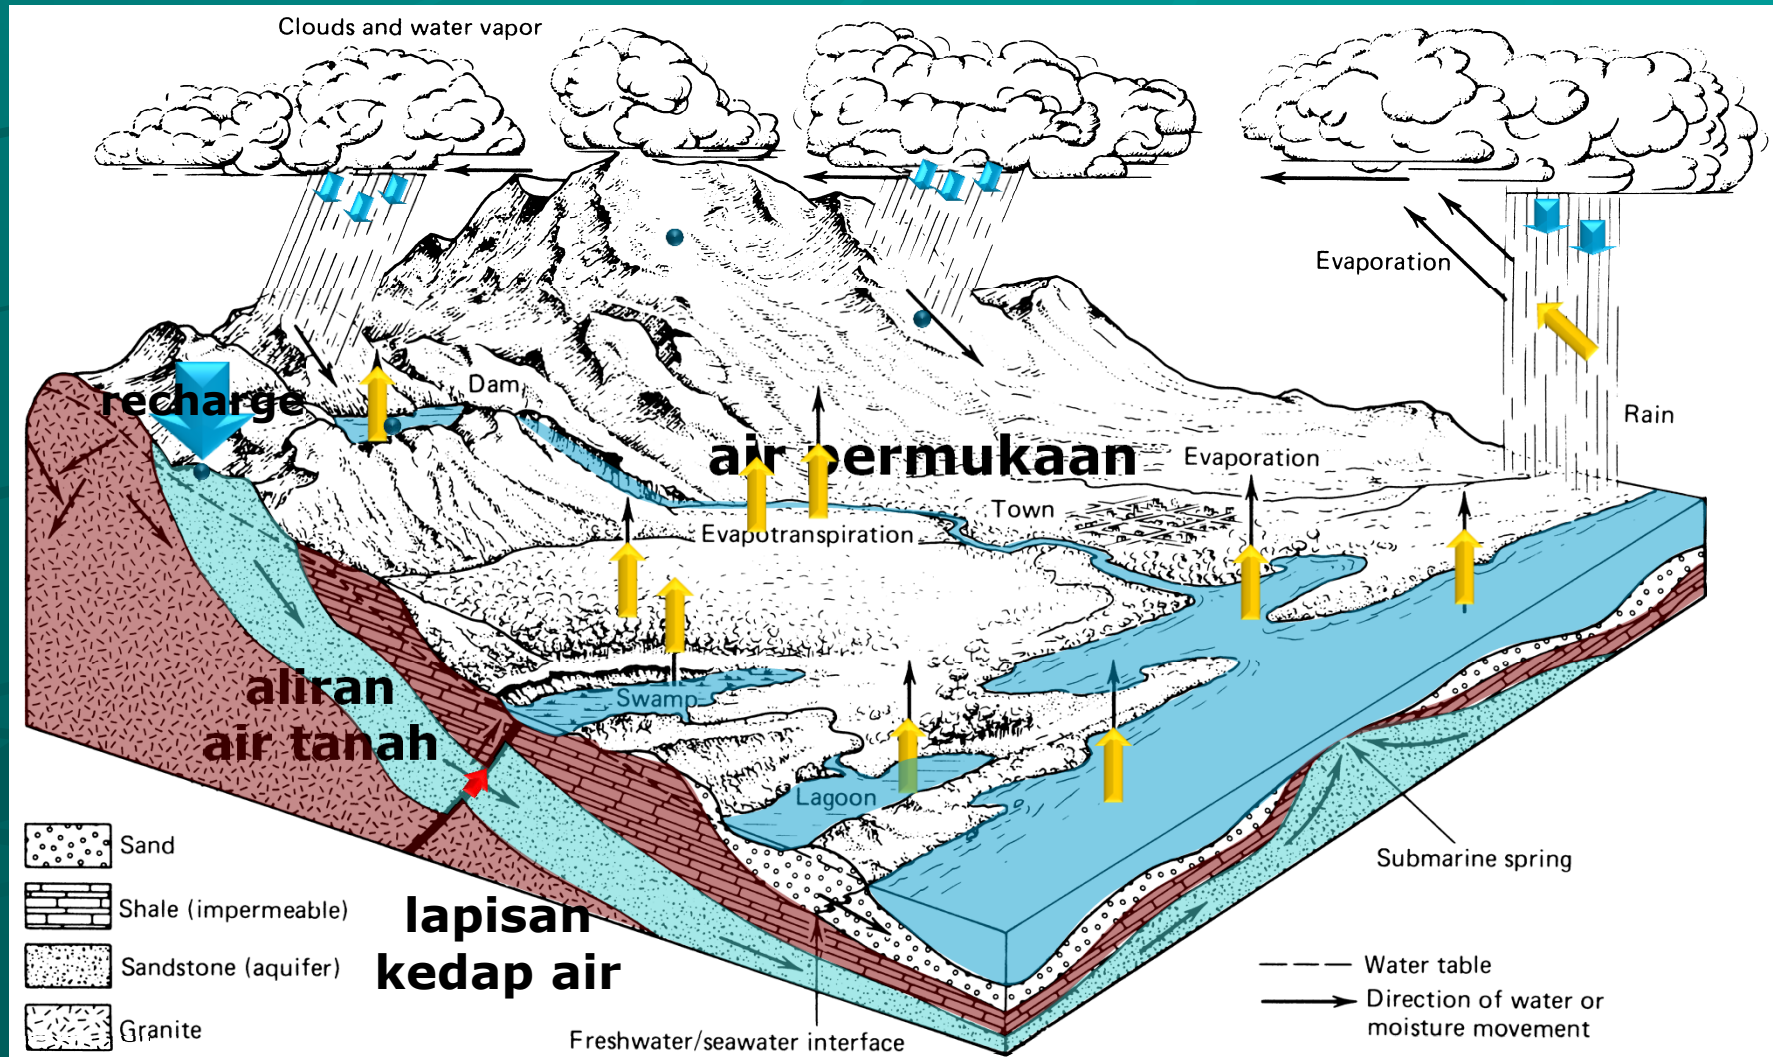 Clouds and water vapor
Evaporation
Rain
recharge
Dam
air permukaan
Evaporation
Town
Evapotranspiration
aliran
air tanah
Swamp
Lagoon
Submarine spring
Sand
Shale (impermeable)
Sandstone (aquifer)
Granite
lapisan
kedap air
Freshwater/seawater interface
Water table
Direction of water or
moisture movement